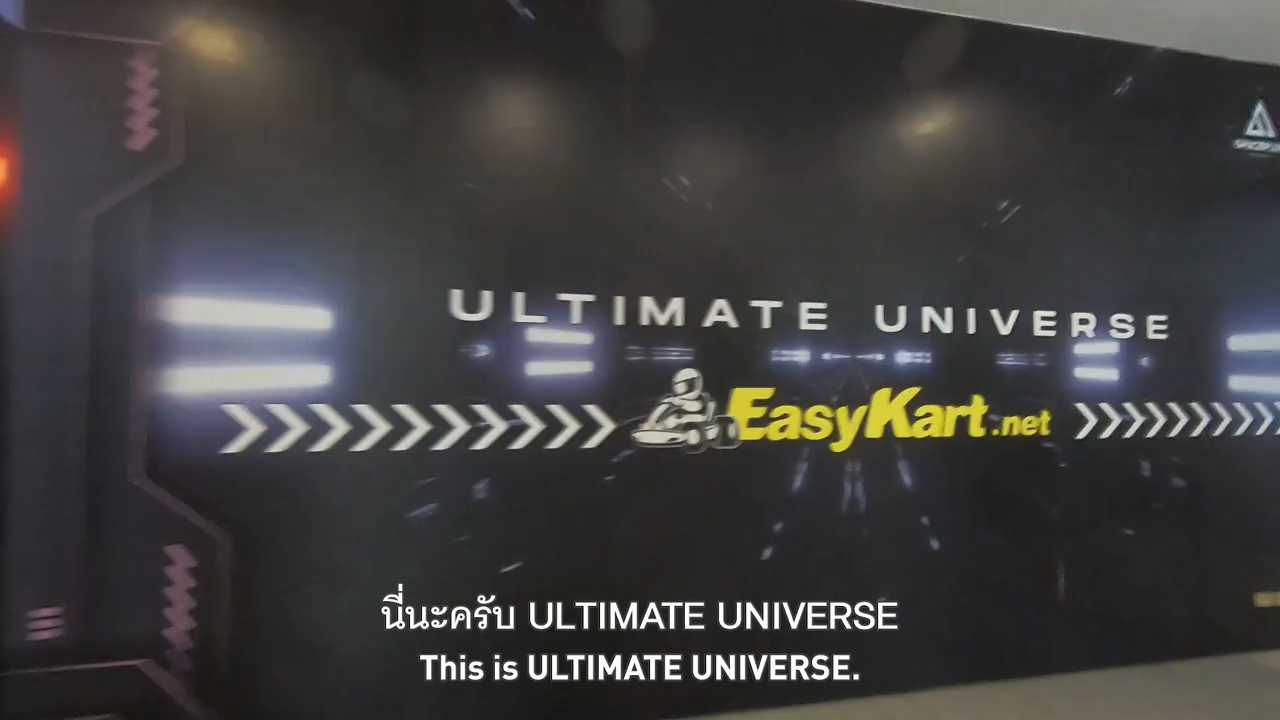 ULTIMATE UNIVERSE
EasyKart.net
นี่นะครับ ULTIMATE UNIVERSE
This is ULTIMATE UNIVERSE.